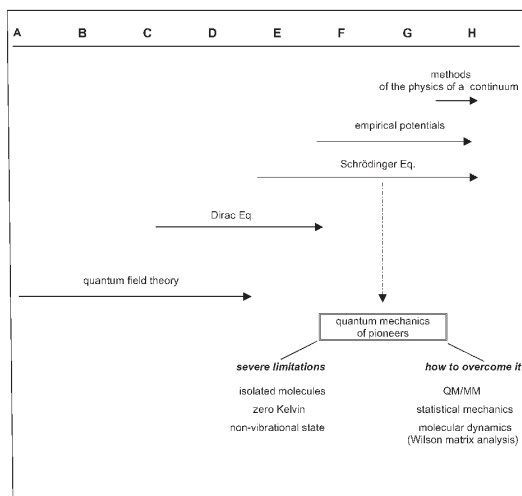 A B C D E F G H
methods
of the physics of a continuum
empirical potentials
Schrödinger Eq.
Dirac Eq.
quantum field theory
quantum mechanics
of pioneers
severe limitations
how to overcome it
isolated molecules
QM/MM
zero Kelvin
statistical mechanics
non-vibrational state
molecular dynamics
(Wilson matrix analysis)